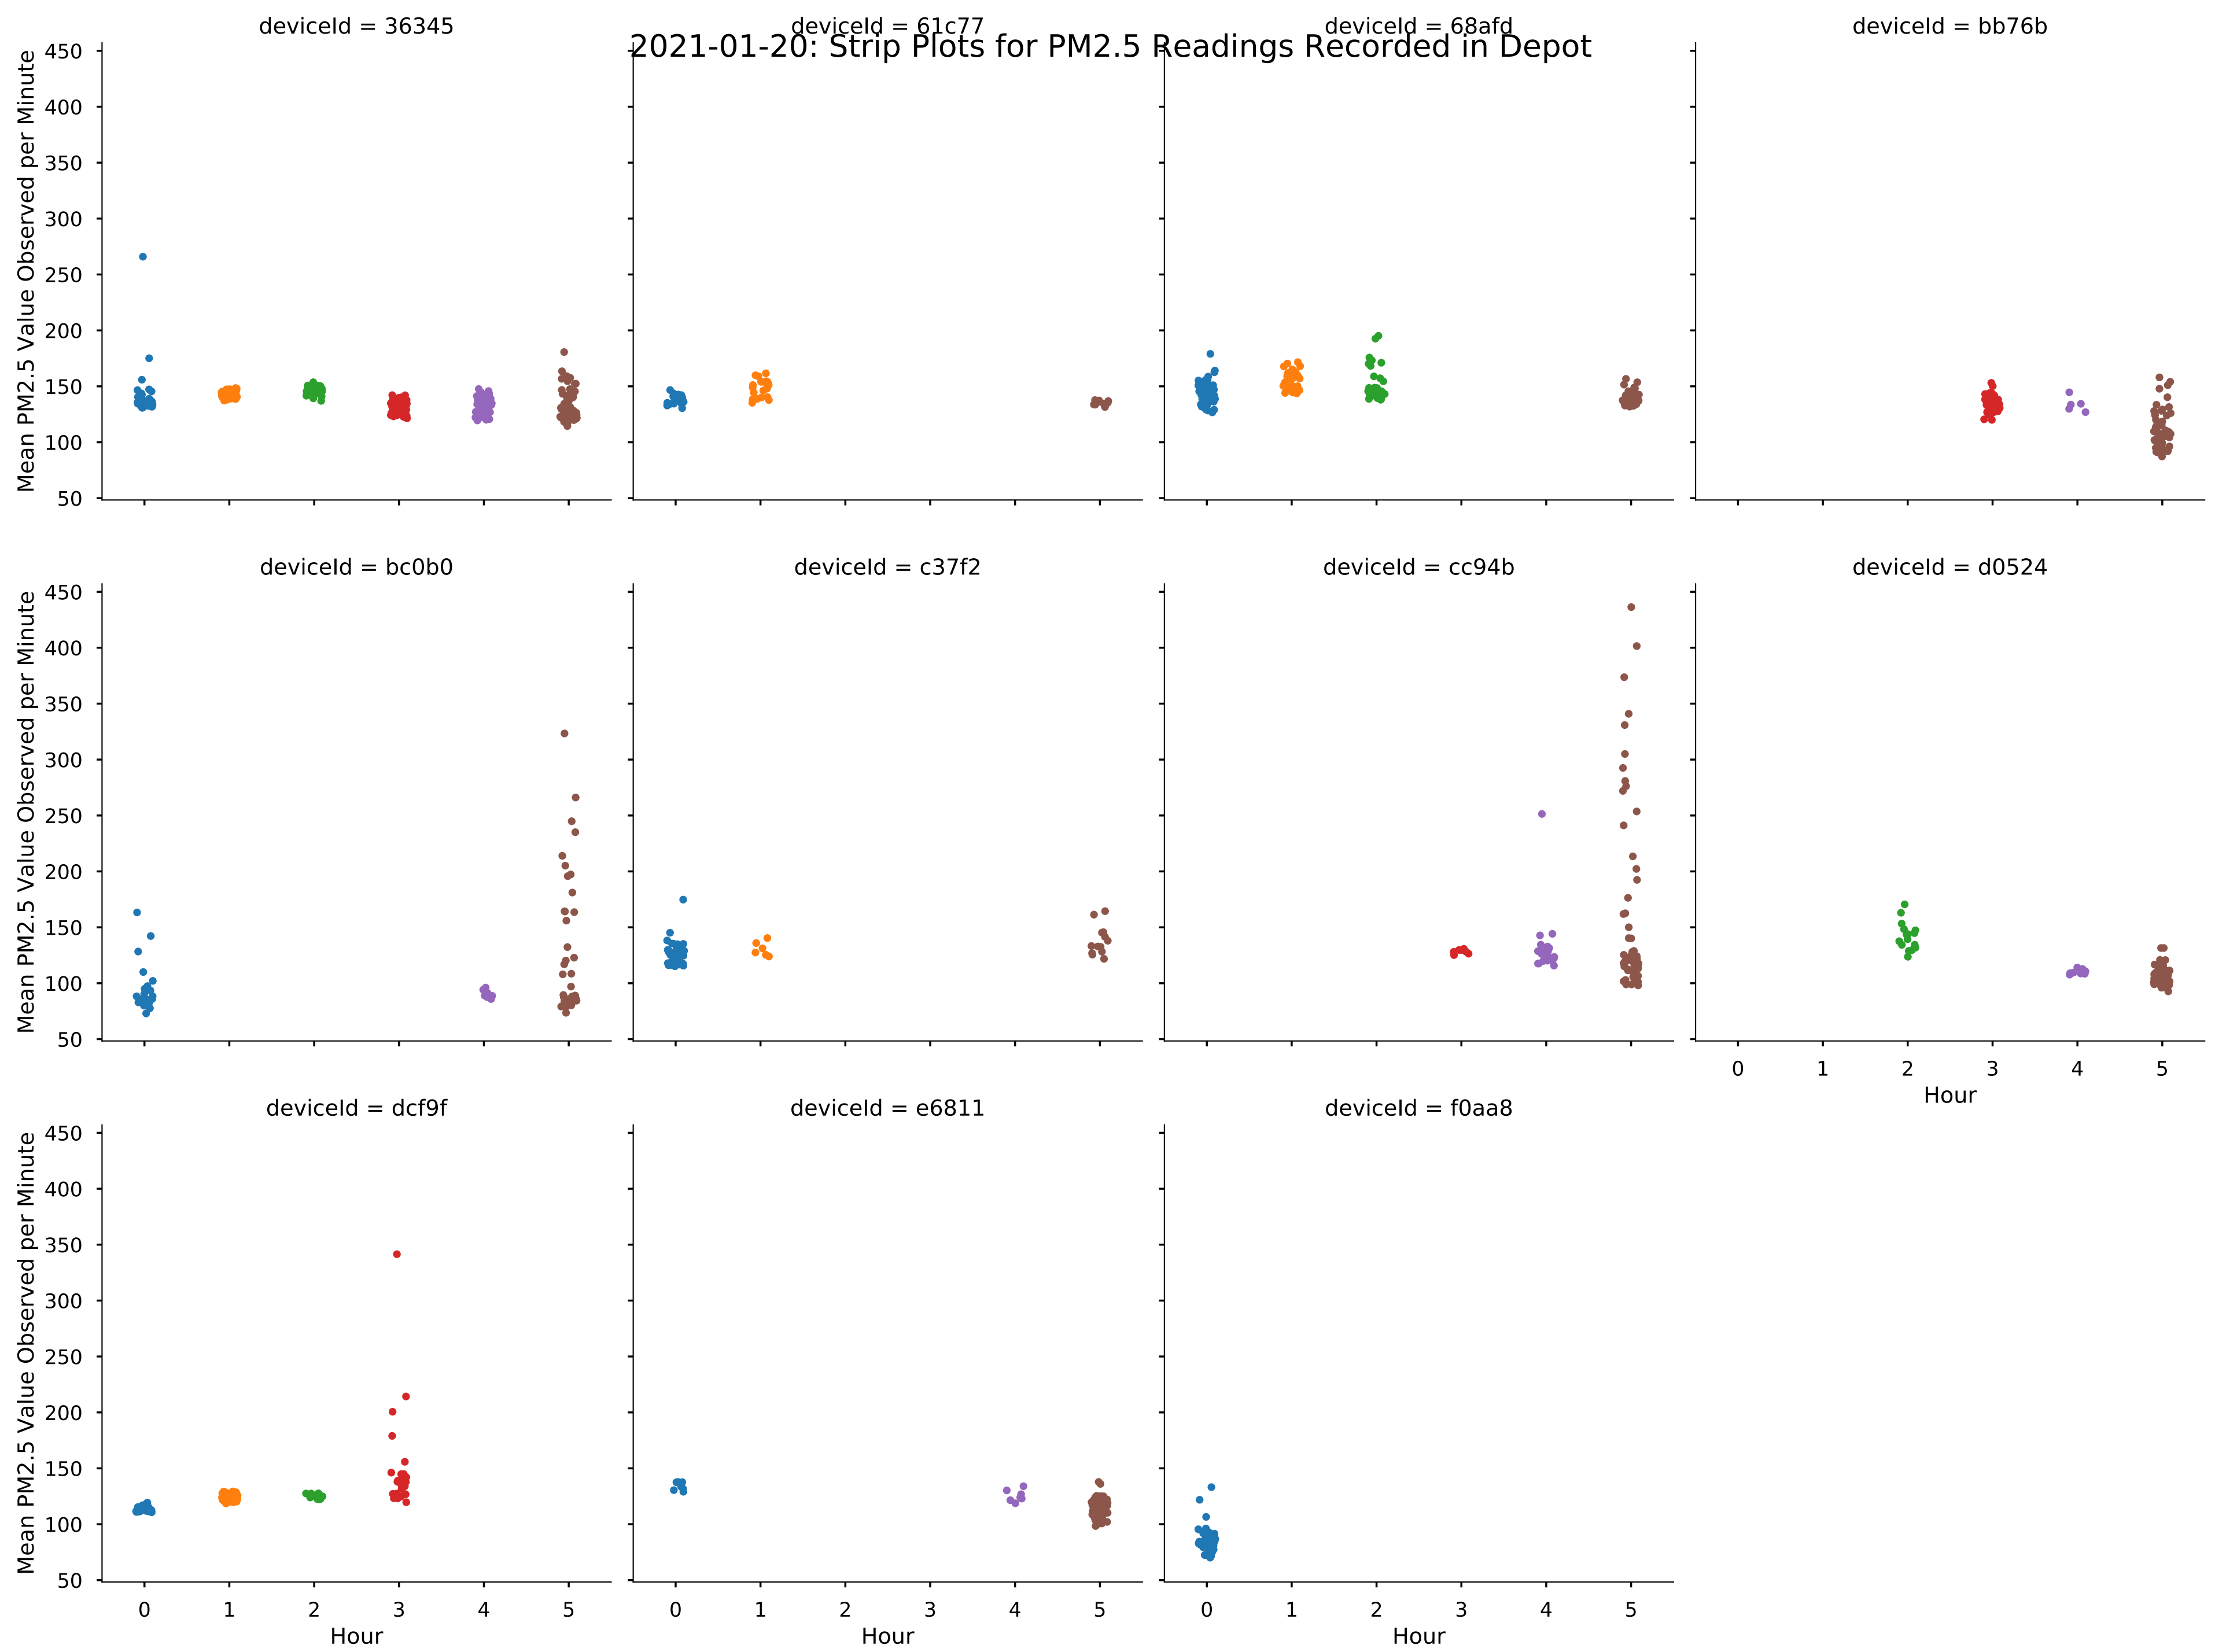 deviceId = 36345
deviceId = 61c77
deviceId = 68afd
deviceId = bb76b
2021-01-20: Strip Plots for PM2.5 Readings Recorded in Depot
Mean PM2.5 Value Observed per Minute
450
400
350
300
250
200
150
100
50
deviceId = bc0b0
deviceId = c37f2
deviceId = cc94b
deviceId = d0524
Mean PM2.5 Value Observed per Minute
450
400
350
300
250
200
150
100
50
0 1 2 3 4 5
Hour
deviceId = dcf9f
deviceId = e6811
deviceId = f0aa8
Mean PM2.5 Value Observed per Minute
450
400
350
300
250
200
150
100
50
0 1 2 3 4 5
Hour
0 1 2 3 4 5
Hour
0 1 2 3 4 5
Hour